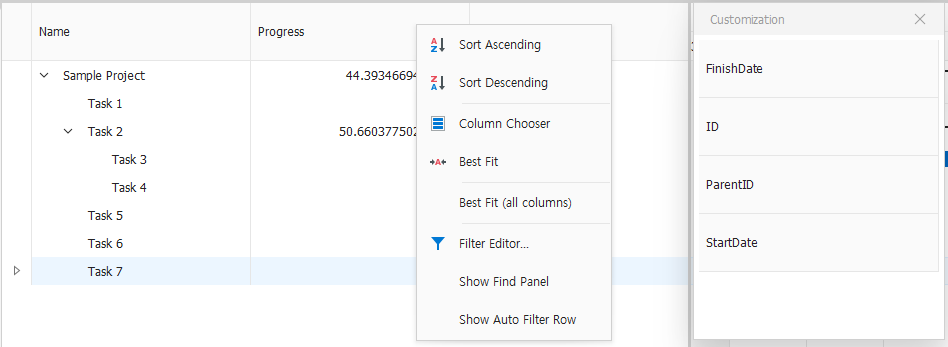 Name Progress
Sample Project 44.39346694
Task 1
Task 2 50.660377502
Task 3
Task 4
Task 5
Task 6
Task 7
Sort Ascending
Sort Descending
Column Chooser
Best Fit
Best Fit (all columns)
Filter Editor...
Show Find Panel
Show Auto Filter Row
Customization
FinishDate
ID
ParentID
StartDate